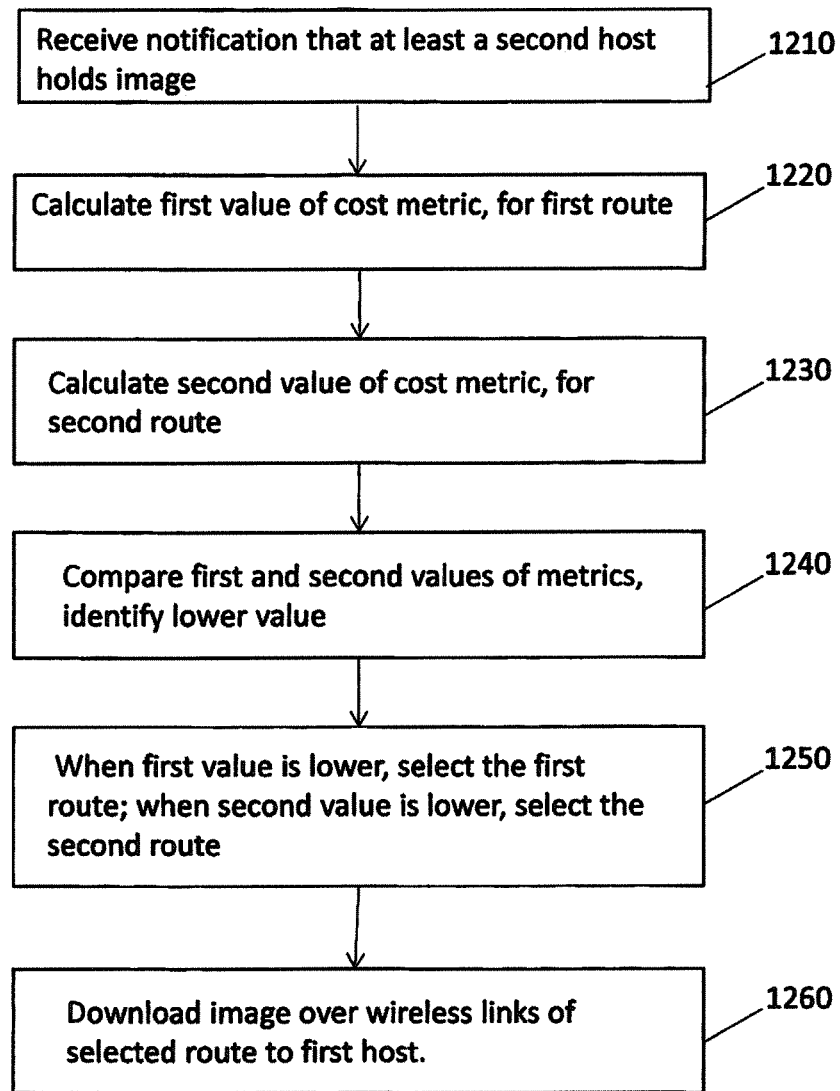 Receive notification that at least a second host
holds image
1210
Calculate first value of cost metric, for first route
1220
Calculate second value of cost metric, for
second route
1230
Compare first and second values of metrics,
identify lower value
1240
When first value is lower, select the first
route; when second value is lower, select the
second route
1250
Download image over wireless links of
selected route to first host.
1260